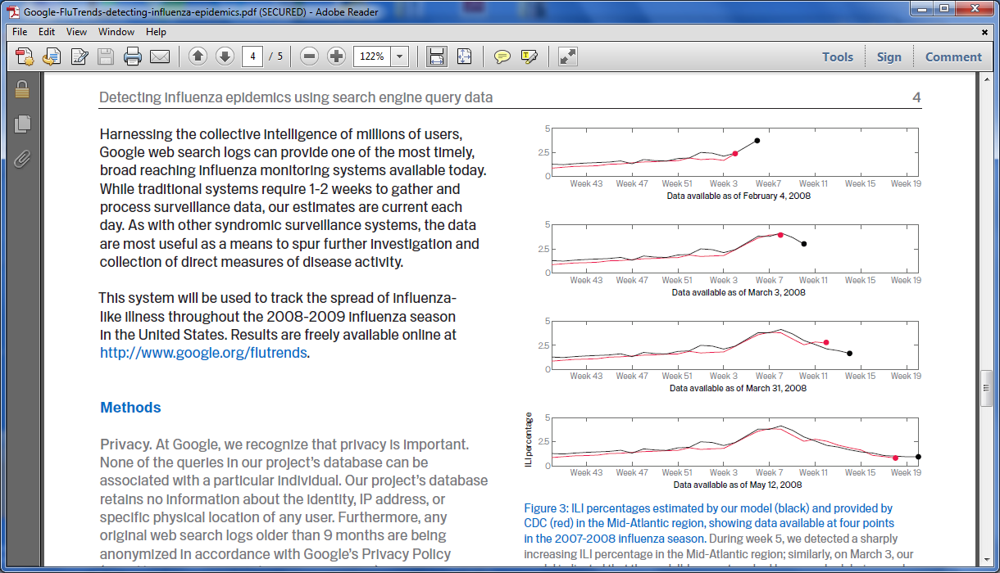 Google-FluTrends-detecting-influenza-epidemics.pdf (SECURED) - Adobe Reader
File Edit View Window Help
4 / 5 122% Tools Sign Comment
Detecting influenza epidemics using search engine query data 4
Harnessing the collective intelligence of millions of users,
Google web search logs can provide one of the most timely,
broad reaching influenza monitoring systems available today.
While traditional systems require 1-2 weeks to gather and
process surveillance data, our estimates are current each
day. As with other syndromic surveillance systems, the data
are most useful as a means to spur further investigation and
collection of direct measures of disease activity.
This system will be used to track the spread of influenza-
like illness throughout the 2008-2009 influenza season
in the United States. Results are freely available online at
http://www.google.org/flutrends.
Methods
Privacy. At Google, we recognize that privacy is important.
None of the queries in our project's database can be
associated with a particular individual. Our project's database
retains no information about the identity, IP address, or
specific physical location of any user. Furthermore, any
original web search logs older than 9 months are being
anonymized in accordance with Google's Privacy Policy
5
2.5
0
Week 43 Week 47 Week 51 Week 3 Week 7 Week 11 Week 15 Week 19
Data available as of February 4, 2008
5
2.5
0
Week 43 Week 47 Week 51 Week 3 Week 7 Week 11 Week 15 Week 19
Data available as of March 3, 2008
5
2.5
0
Week 43 Week 47 Week 51 Week 3 Week 7 Week 11 Week 15 Week 19
Data available as of March 31, 2008
ILI percentage
5
2.5
0
Week 43 Week 47 Week 51 Week 3 Week 7 Week 11 Week 15 Week 19
Data available as of May 12, 2008
Figure 3: ILI percentages estimated by our model (black) and provided by
CDC (red) in the Mid-Atlantic region, showing data available at four points
in the 2007-2008 influenza season. During week 5, we detected a sharply
increasing ILI percentage in the Mid-Atlantic region; similarly, on March 3, our